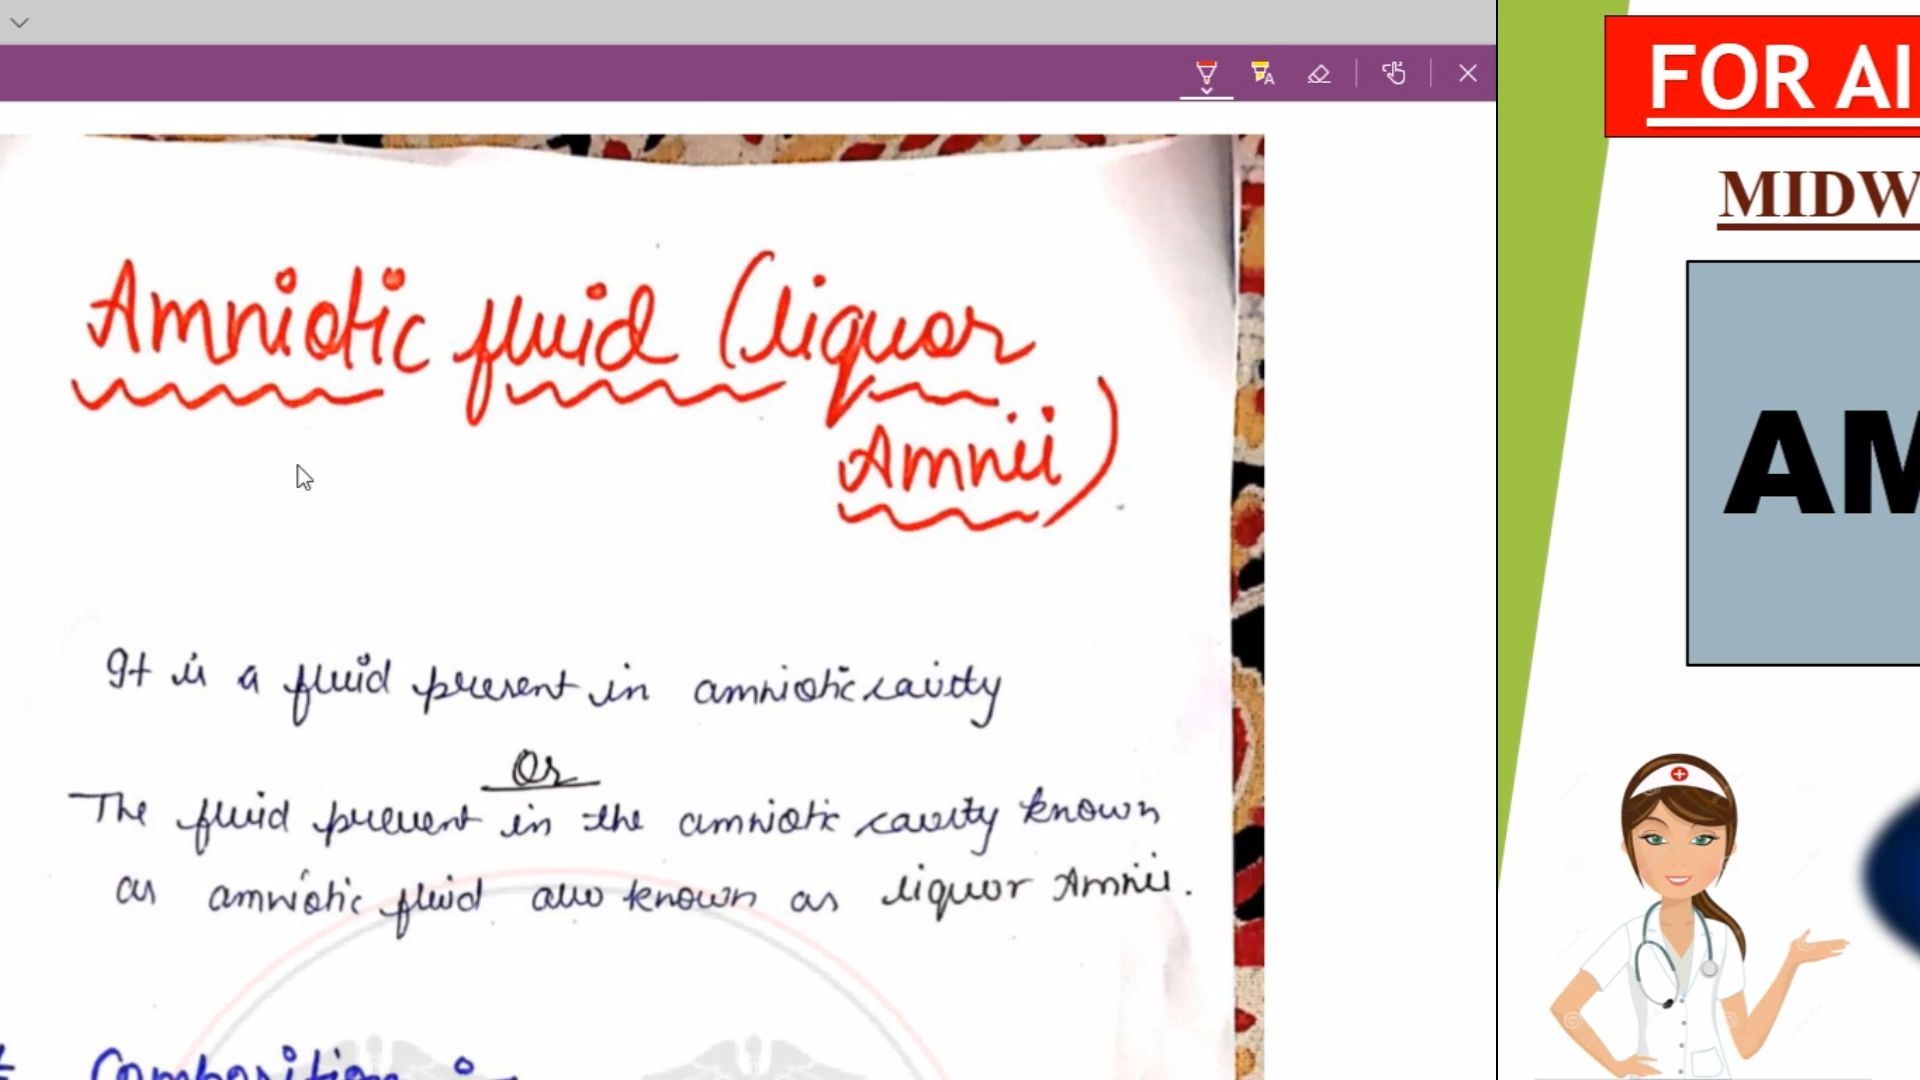 Amniotic fluid (liquor
Amnii)
It is a fluid present in amniotic cavity
Or
The fluid present in the amniotic cavity known
as amniotic fluid also known as liquor Amnii.
Composition :-
FOR AI
MIDW
AM